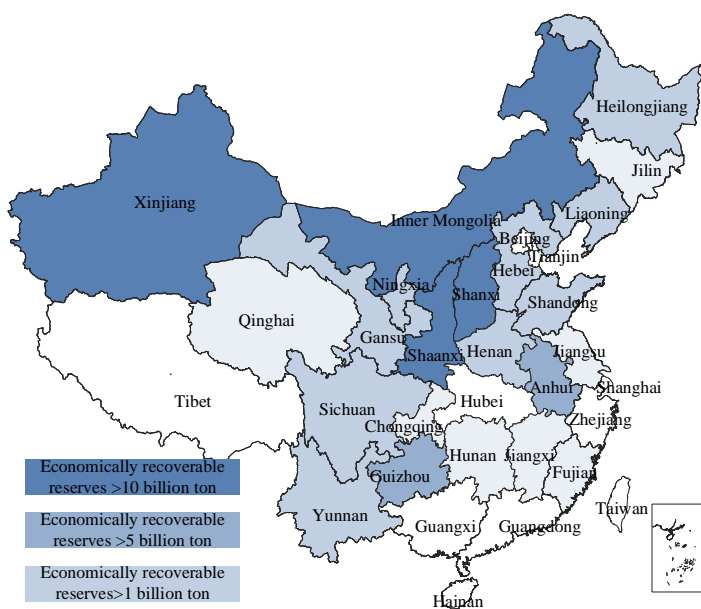 Heilongjiang
Jilin
Xinjiang
Liaoning
Inner Mongolia
Beijing
Tianjin
Hebei
Ningxia
Shanxi
Shandong
Qinghai
Gansu
Shaanxi
Henan
Jiangsu
Anhui
Shanghai
Tibet
Sichuan
Hubei
Zhejiang
Chongqing
Hunan
Jiangxi
Guizhou
Fujian
Economically recoverable
reserves >10 billion ton
Taiwan
Yunnan
Guangxi
Guangdong
Economically recoverable
reserves >5 billion ton
Economically recoverable
reserves>1 billion ton
Hainan